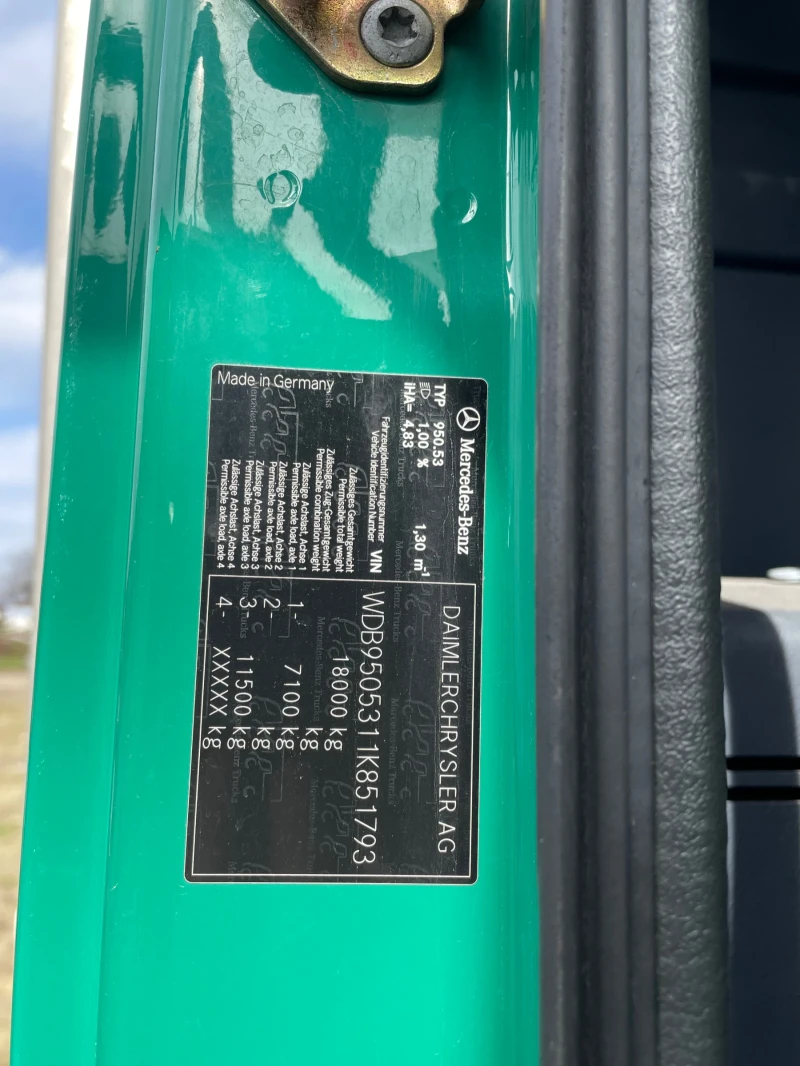 Mercedes-Benz DAIMLERCHRYSLER AG
TYP 950.53
1,00 % 1,30 m-1
iHA= 4,83
Fahrzeugidentifizierungsnummer
Vehicle Identification Number VIN WDB9505311K851793
Zulässiges Gesamtgewicht
Permissible total weight 18000 kg
Zulässiges Zug-Gesamtgewicht
Permissible combination weight kg
Zulässige Achslast, Achse 1
Permissible axle load, axle 1 1- 7100 kg
Zulässige Achslast, Achse 2
Permissible axle load, axle 2 2- kg
Zulässige Achslast, Achse 3
Permissible axle load, axle 3 3- 11500 kg
Zulässige Achslast, Achse 4
Permissible axle load, axle 4 4- XXXXX kg
Made in Germany